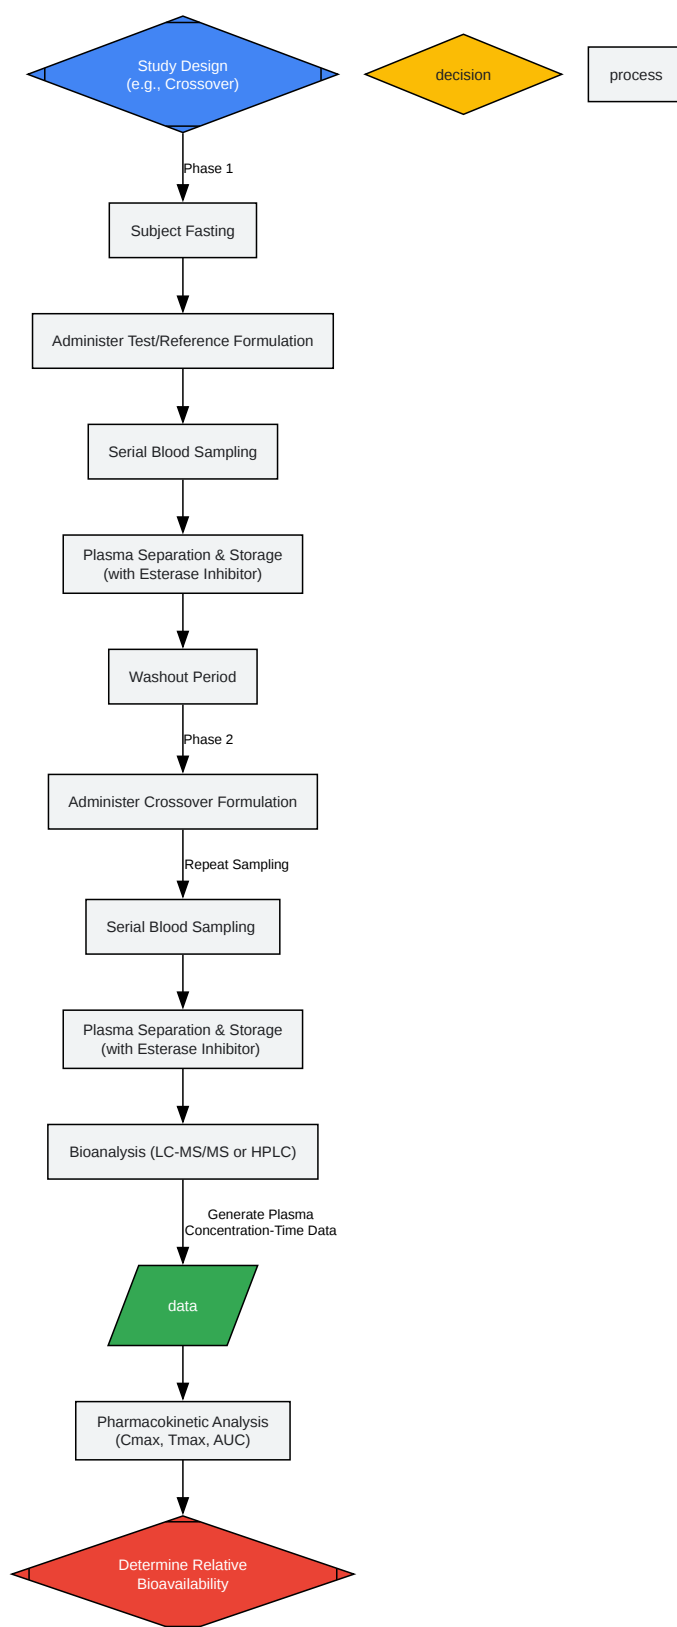 Study Design
(e.g., Crossover)
decision
process
Phase 1
Subject Fasting
Administer Test/Reference Formulation
Serial Blood Sampling
Plasma Separation & Storage
(with Esterase Inhibitor)
Washout Period
Phase 2
Administer Crossover Formulation
Repeat Sampling
Serial Blood Sampling
Plasma Separation & Storage
(with Esterase Inhibitor)
Bioanalysis (LC-MS/MS or HPLC)
Generate Plasma
Concentration-Time Data
data
Pharmacokinetic Analysis
(Cmax, Tmax, AUC)
Determine Relative
Bioavailability